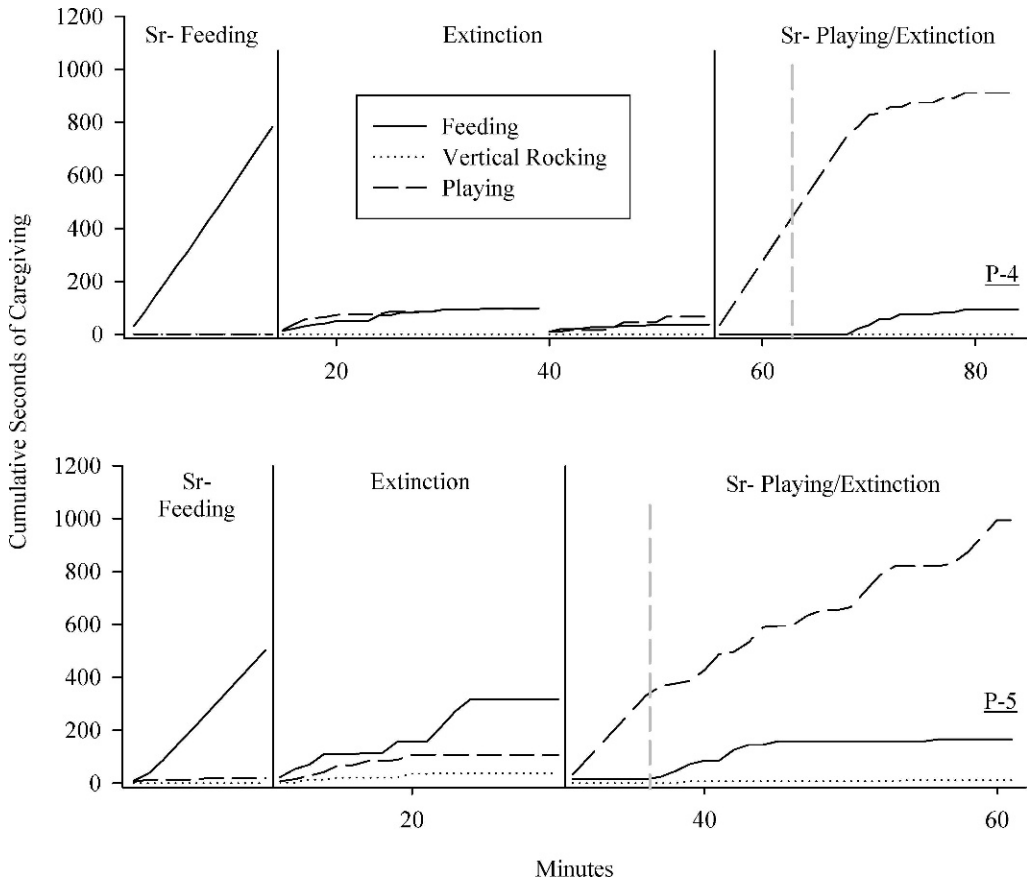 1200
1000
800
600
400
200
0
Sr- Feeding
Extinction
Sr- Playing/Extinction
Feeding
Vertical Rocking
Playing
P-4
20
40
60
80
Cumulative Seconds of Caregiving
1200
1000
800
600
400
200
0
Sr-
Feeding
Extinction
Sr- Playing/Extinction
P-5
20
40
60
Minutes